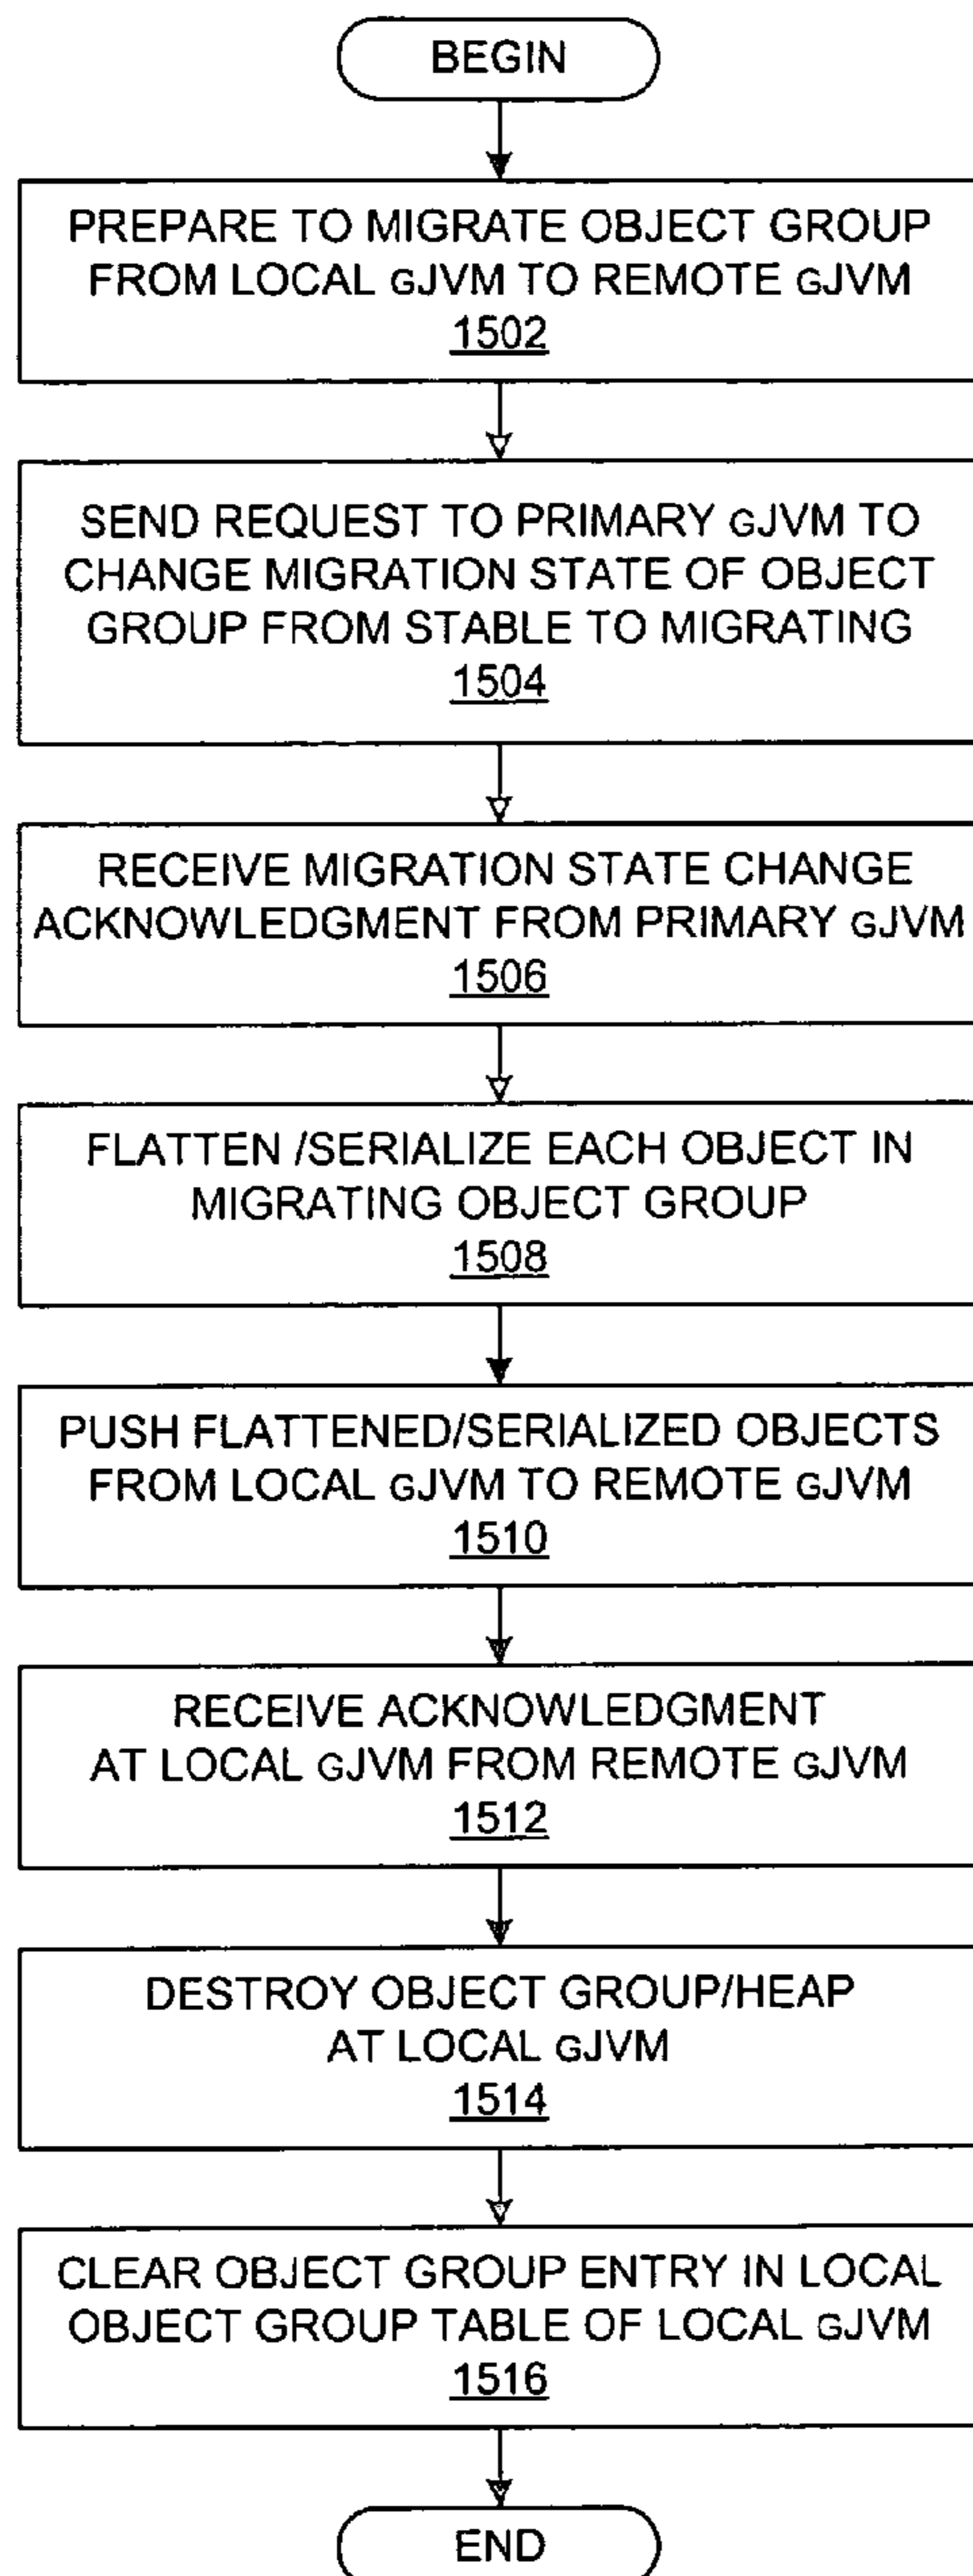 BEGIN
PREPARE TO MIGRATE OBJECT GROUP
FROM LOCAL GJVM TO REMOTE GJVM
1502
SEND REQUEST TO PRIMARY GJVM TO
CHANGE MIGRATION STATE OF OBJECT
GROUP FROM STABLE TO MIGRATING
1504
RECEIVE MIGRATION STATE CHANGE
ACKNOWLEDGMENT FROM PRIMARY GJVM
1506
FLATTEN /SERIALIZE EACH OBJECT IN
MIGRATING OBJECT GROUP
1508
PUSH FLATTENED/SERIALIZED OBJECTS
FROM LOCAL GJVM TO REMOTE GJVM
1510
RECEIVE ACKNOWLEDGMENT
AT LOCAL GJVM FROM REMOTE GJVM
1512
DESTROY OBJECT GROUP/HEAP
AT LOCAL GJVM
1514
CLEAR OBJECT GROUP ENTRY IN LOCAL
OBJECT GROUP TABLE OF LOCAL GJVM
1516
END